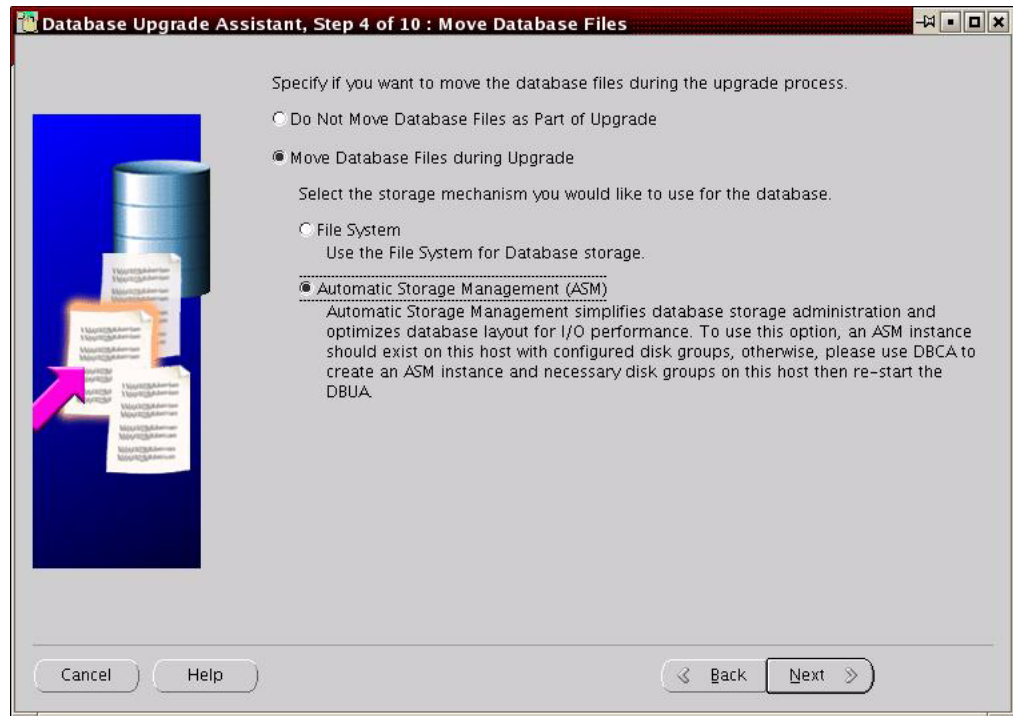 Database Upgrade Assistant, Step 4 of 10 : Move Database Files
Specify if you want to move the database files during the upgrade process.
Do Not Move Database Files as Part of Upgrade
Move Database Files during Upgrade
Select the storage mechanism you would like to use for the database.
File System
Use the File System for Database storage.
Automatic Storage Management (ASM)
Automatic Storage Management simplifies database storage administration and
optimizes database layout for I/O performance. To use this option, an ASM instance
should exist on this host with configured disk groups, otherwise, please use DBCA to
create an ASM instance and necessary disk groups on this host then re-start the
DBUA.
Cancel
Help
Back
Next